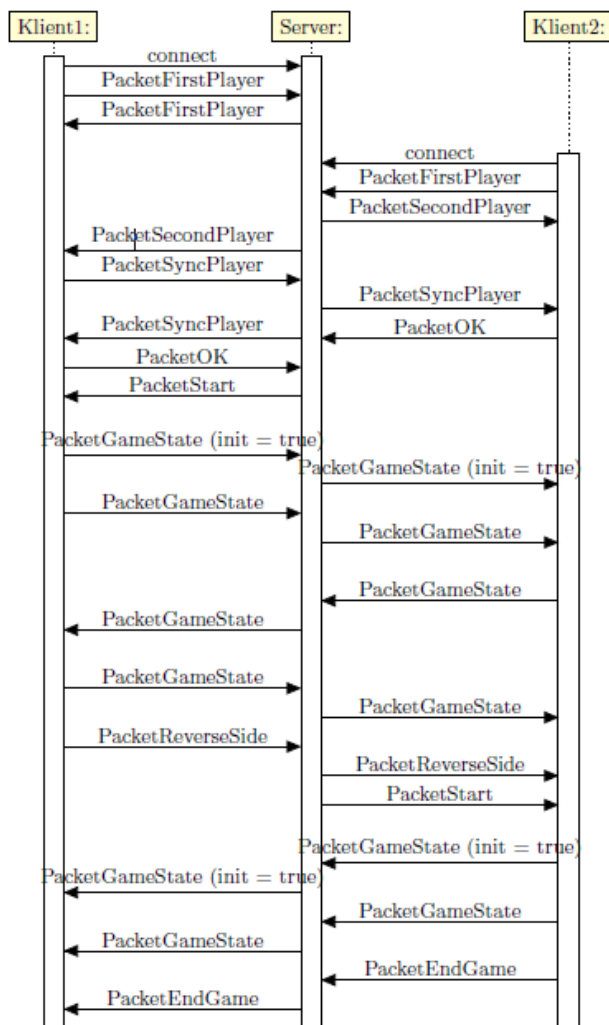 Klient1: Server: Klient2:
connect
PacketFirstPlayer
PacketFirstPlayer
connect
PacketFirstPlayer
PacketSecondPlayer
PacketSecondPlayer
PacketSyncPlayer
PacketSyncPlayer
PacketSyncPlayer
PacketOK
PacketOK
PacketStart
PacketGameState (init = true)
PacketGameState (init = true)
PacketGameState
PacketGameState
PacketGameState
PacketGameState
PacketGameState
PacketGameState
PacketReverseSide
PacketReverseSide
PacketStart
PacketGameState (init = true)
PacketGameState (init = true)
PacketGameState
PacketGameState
PacketEndGame
PacketEndGame